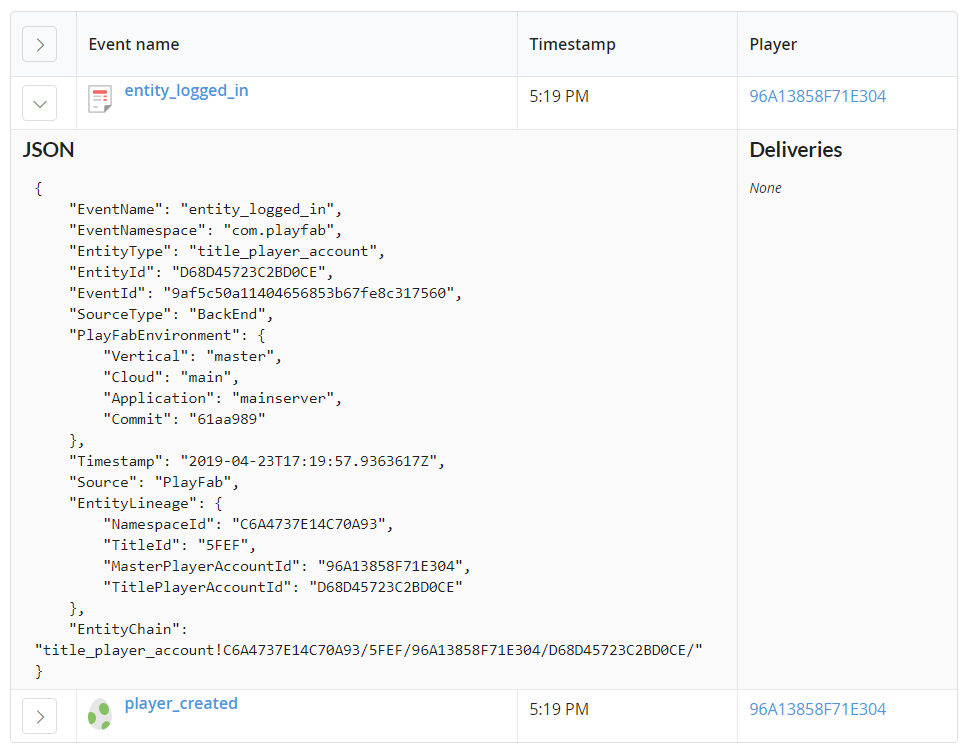 Event name Timestamp Player
entity_logged_in 5:19 PM 96A13858F71E304
JSON Deliveries
{ None
"EventName": "entity_logged_in",
"EventNamespace": "com.playfab",
"EntityType": "title_player_account",
"EntityId": "D68D45723C2BD0CE",
"EventId": "9af5c50a11404656853b67fe8c317560",
"SourceType": "BackEnd",
"PlayFabEnvironment": {
"Vertical": "master",
"Cloud": "main",
"Application": "mainserver",
"Commit": "61aa989"
},
"Timestamp": "2019-04-23T17:19:57.9363617Z",
"Source": "PlayFab",
"EntityLineage": {
"NamespaceId": "C6A4737E14C70A93",
"TitleId": "5FEF",
"MasterPlayerAccountId": "96A13858F71E304",
"TitlePlayerAccountId": "D68D45723C2BD0CE"
},
"EntityChain":
"title_player_account!C6A4737E14C70A93/5FEF/96A13858F71E304/D68D45723C2BD0CE/"
}
player_created 5:19 PM 96A13858F71E304